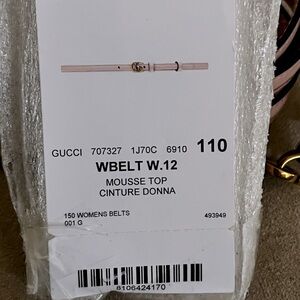 GUCCI 707327 1J70C 6910 110
WBELT W.12
MOUSSE TOP
CINTURE DONNA
150 WOMENS BELTS 493949
001 G
8106424170